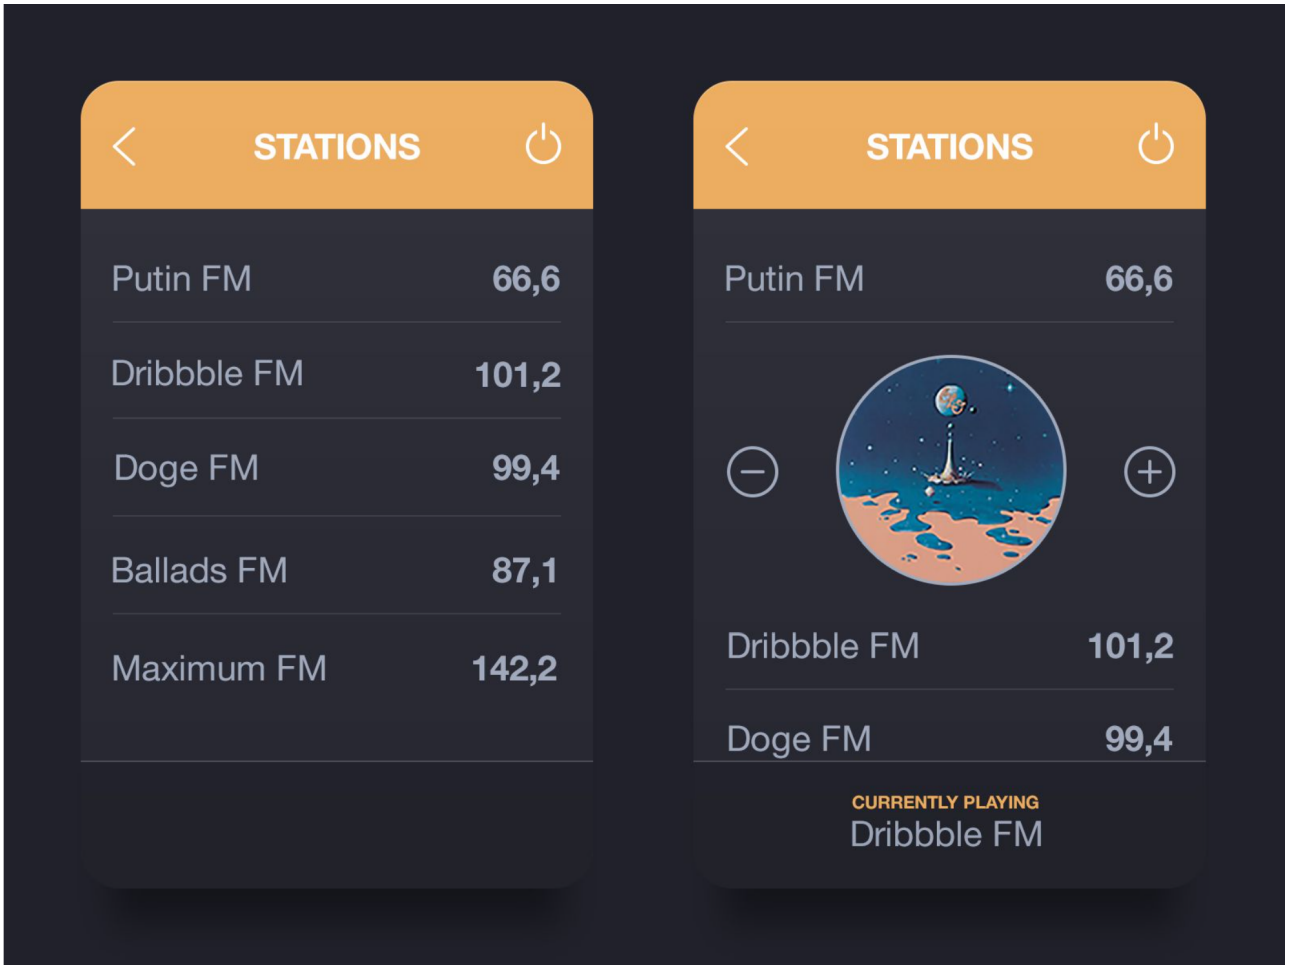 STATIONS
Putin FM 66,6
Dribbble FM 101,2
Doge FM 99,4
Ballads FM 87,1
Maximum FM 142,2
STATIONS
Putin FM 66,6
Dribbble FM 101,2
Doge FM 99,4
CURRENTLY PLAYING
Dribbble FM